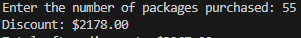 Enter the number of packages purchased: 55
Discount: $2178.00